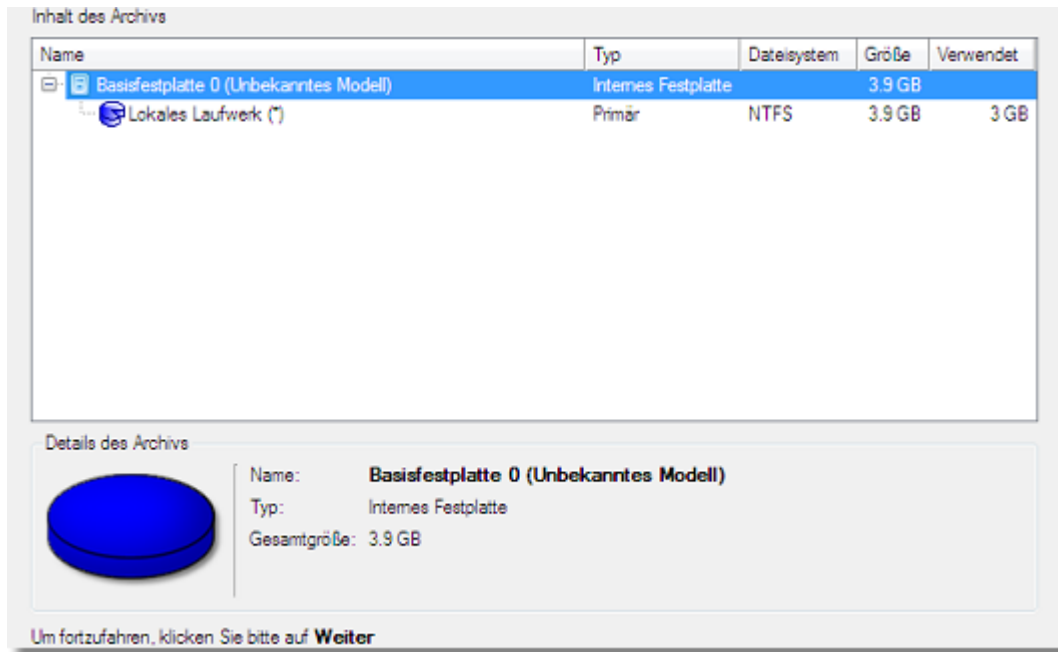 Inhalt des Archivs
Name Typ Dateisystem Größe Verwendet
Basisfestplatte 0 (Unbekanntes Modell) Internes Festplatte 3.9 GB
Lokales Laufwerk (*) Primär NTFS 3.9 GB 3 GB
Details des Archivs
Name: Basisfestplatte 0 (Unbekanntes Modell)
Typ: Internes Festplatte
Gesamtgröße: 3.9 GB
Um fortzufahren, klicken Sie bitte auf Weiter